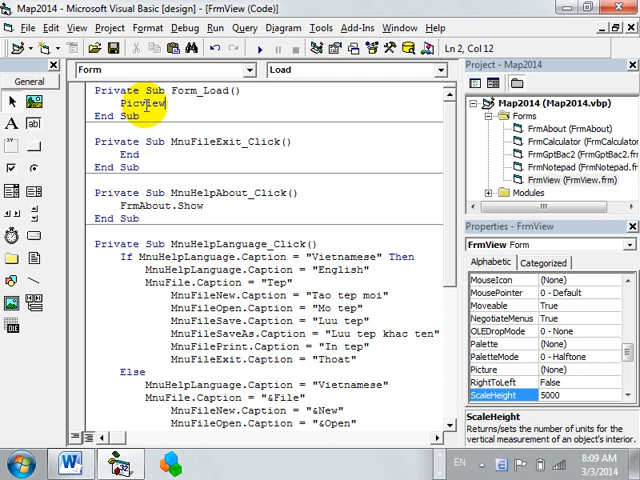 Map2014 - Microsoft Visual Basic [design] - [FrmView (Code)]
File Edit View Project Format Debug Run Query Diagram Tools Add-Ins Window Help
Ln 2, Col 12
General
Form Load
Private Sub Form_Load()
Picview
End Sub
Private Sub MnuFileExit_Click()
End
End Sub
Private Sub MnuHelpAbout_Click()
FrmAbout.Show
End Sub
Private Sub MnuHelpLanguage_Click()
If MnuHelpLanguage.Caption = "Vietnamese" Then
MnuHelpLanguage.Caption = "English"
MnuFile.Caption = "Tep"
MnuFileNew.Caption = "Tao tep moi"
MnuFileOpen.Caption = "Mo tep"
MnuFileSave.Caption = "Luu tep"
MnuFileSaveAs.Caption = "Luu tep khac ten"
MnuFilePrint.Caption = "In tep"
MnuFileExit.Caption = "Thoat"
Else
MnuHelpLanguage.Caption = "Vietnamese"
MnuFile.Caption = "&File"
MnuFileNew.Caption = "&New"
MnuFileOpen.Caption = "&Open"
Project - Map2014
Map2014 (Map2014.vbp)
Forms
FrmAbout (FrmAbout)
FrmCalculator (FrmCalculator)
FrmGptBac2 (FrmGptBac2)
FrmNotepad (FrmNotepad)
FrmView (FrmView.frm)
Modules
Properties - FrmView
FrmView Form
Alphabetic Categorized
MouseIcon (None)
MousePointer 0 - Default
Moveable True
NegotiateMenus True
OLEDropMode 0 - None
Palette (None)
PaletteMode 0 - Halftone
Picture (None)
RightToLeft False
ScaleHeight 5000
ScaleHeight
Returns/sets the number of units for the
vertical measurement of an object's interior.
EN
8:09 AM
3/3/2014